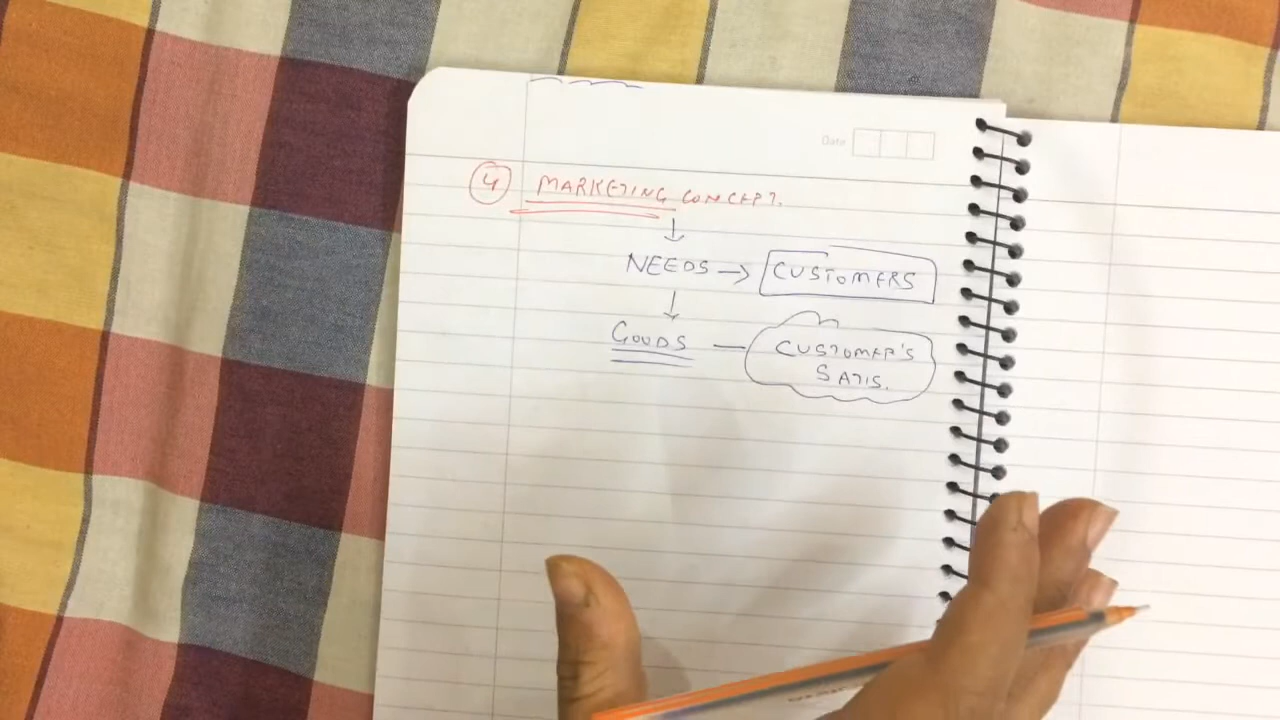 Date
4 MARKETING CONCEPT.
NEEDS → CUSTOMERS
GOODS — CUSTOMER'S
SATIS.